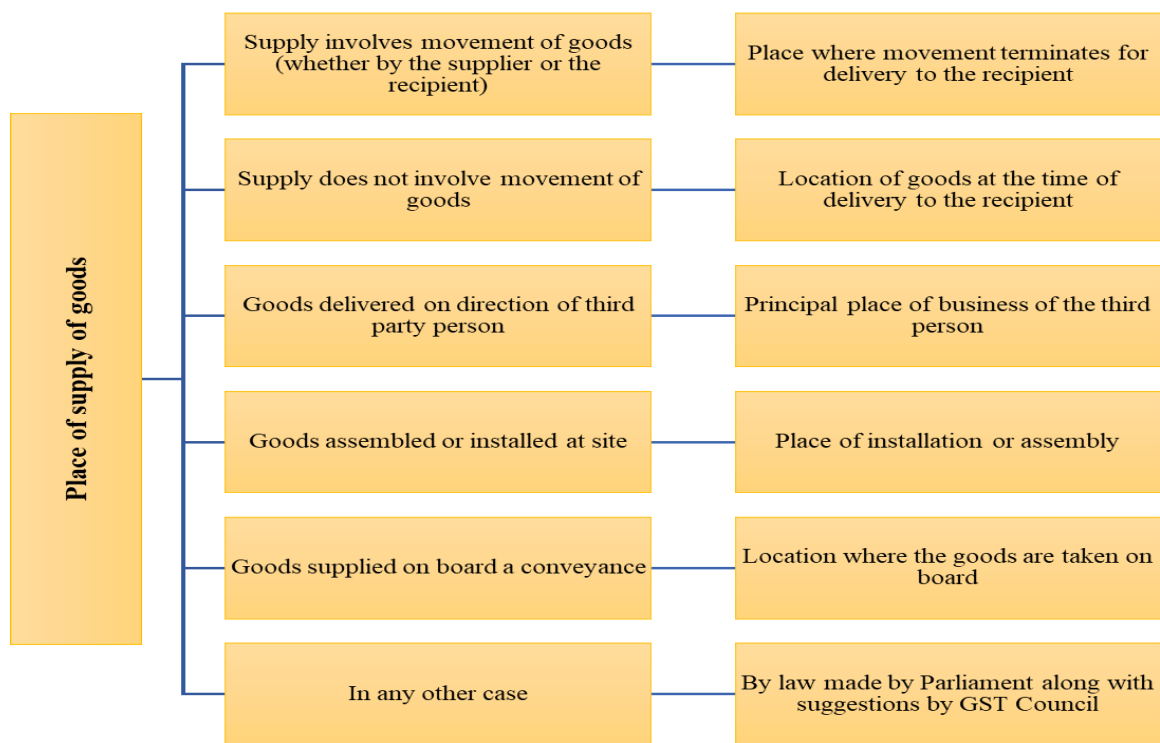 Place of supply of goods
Supply involves movement of goods
(whether by the supplier or the
recipient)
Place where movement terminates for
delivery to the recipient
Supply does not involve movement of
goods
Location of goods at the time of
delivery to the recipient
Goods delivered on direction of third
party person
Principal place of business of the third
person
Goods assembled or installed at site
Place of installation or assembly
Goods supplied on board a conveyance
Location where the goods are taken on
board
In any other case
By law made by Parliament along with
suggestions by GST Council